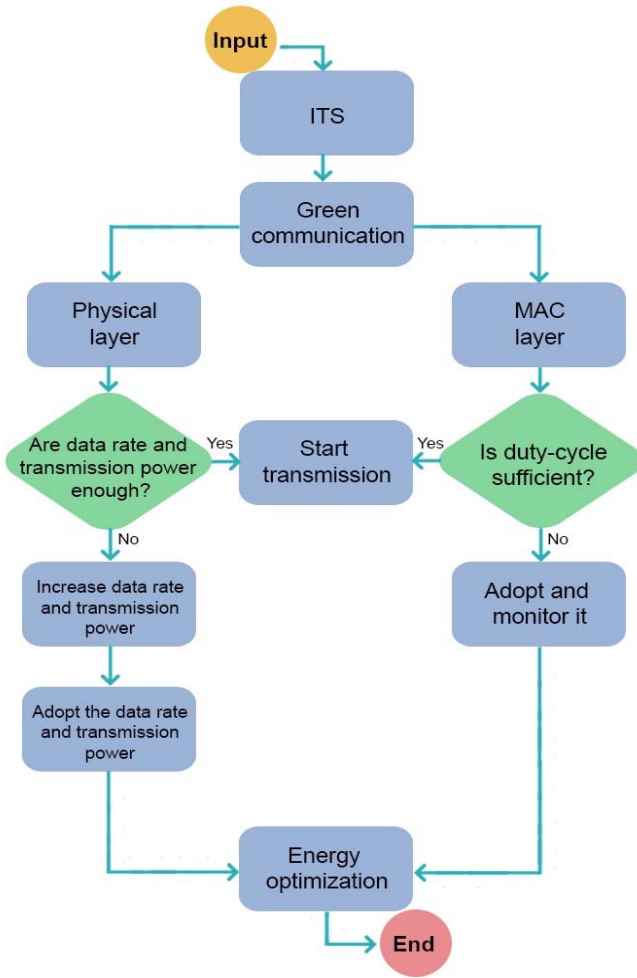 Input
ITS
Green
communication
Physical
layer
MAC
layer
Are data rate and
transmission power
enough?
Yes
Start
transmission
Yes
Is duty-cycle
sufficient?
No
No
Increase data rate
and transmission
power
Adopt and
monitor it
Adopt the data rate
and transmission
power
Energy
optimization
End